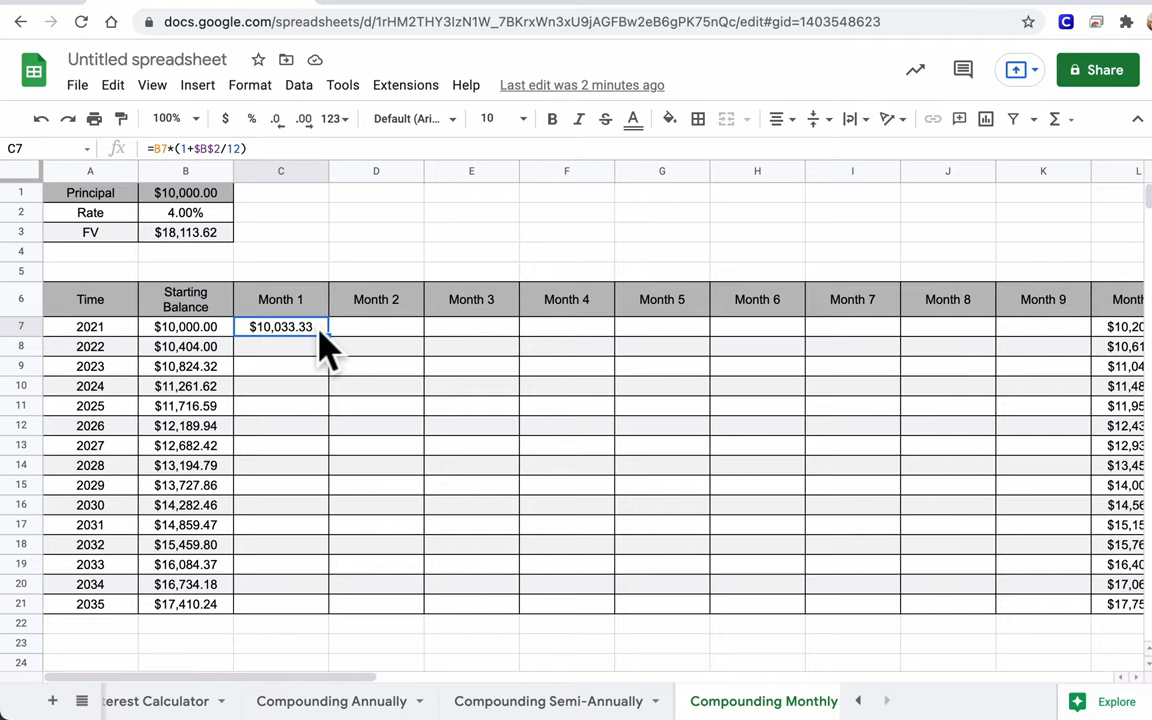 docs.google.com/spreadsheets/d/1rHM2THY3IzN1W_7BKrxWn3xU9jAGFBw2eB6gPK75nQc/edit#gid=1403548623
Untitled spreadsheet
File Edit View Insert Format Data Tools Extensions Help Last edit was 2 minutes ago
Share
100% $ % .0 .00 123 Default (Ari... 10 B I S A
C7 fx =B7*(1+$B$2/12)
A B C D E F G H I J K L
1 Principal $10,000.00
2 Rate 4.00%
3 FV $18,113.62
4
5
6 Time Starting Balance Month 1 Month 2 Month 3 Month 4 Month 5 Month 6 Month 7 Month 8 Month 9 Mont
7 2021 $10,000.00 $10,033.33 $10,20
8 2022 $10,404.00 $10,61
9 2023 $10,824.32 $11,04
10 2024 $11,261.62 $11,48
11 2025 $11,716.59 $11,95
12 2026 $12,189.94 $12,43
13 2027 $12,682.42 $12,93
14 2028 $13,194.79 $13,45
15 2029 $13,727.86 $14,00
16 2030 $14,282.46 $14,56
17 2031 $14,859.47 $15,15
18 2032 $15,459.80 $15,76
19 2033 $16,084.37 $16,40
20 2034 $16,734.18 $17,06
21 2035 $17,410.24 $17,75
22
23
24
terest Calculator Compounding Annually Compounding Semi-Annually Compounding Monthly Explore